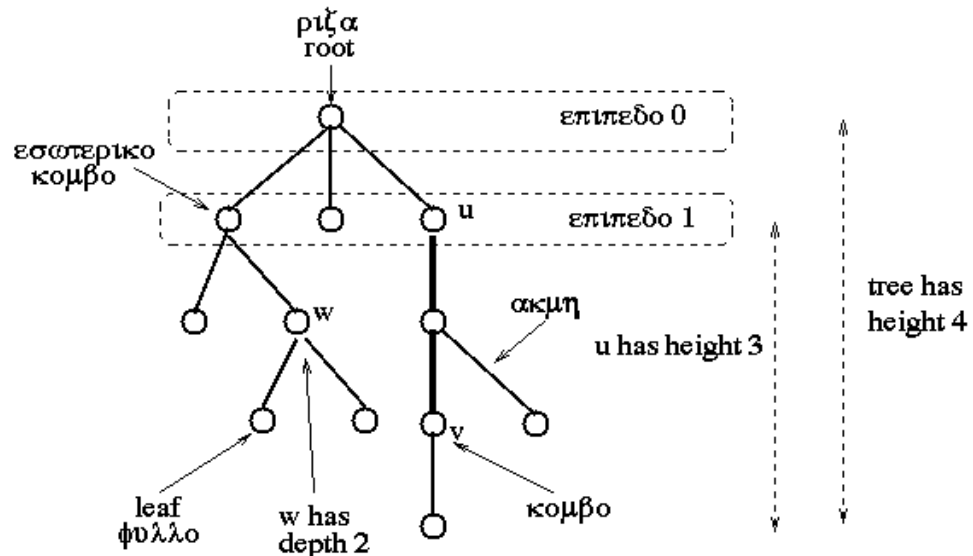 ριζα
root
επιπεδο 0
εσωτερικο
κομβο
u
επιπεδο 1
w
ακμη
tree has
height 4
u has height 3
v
leaf
φυλλο
w has
depth 2
κομβο